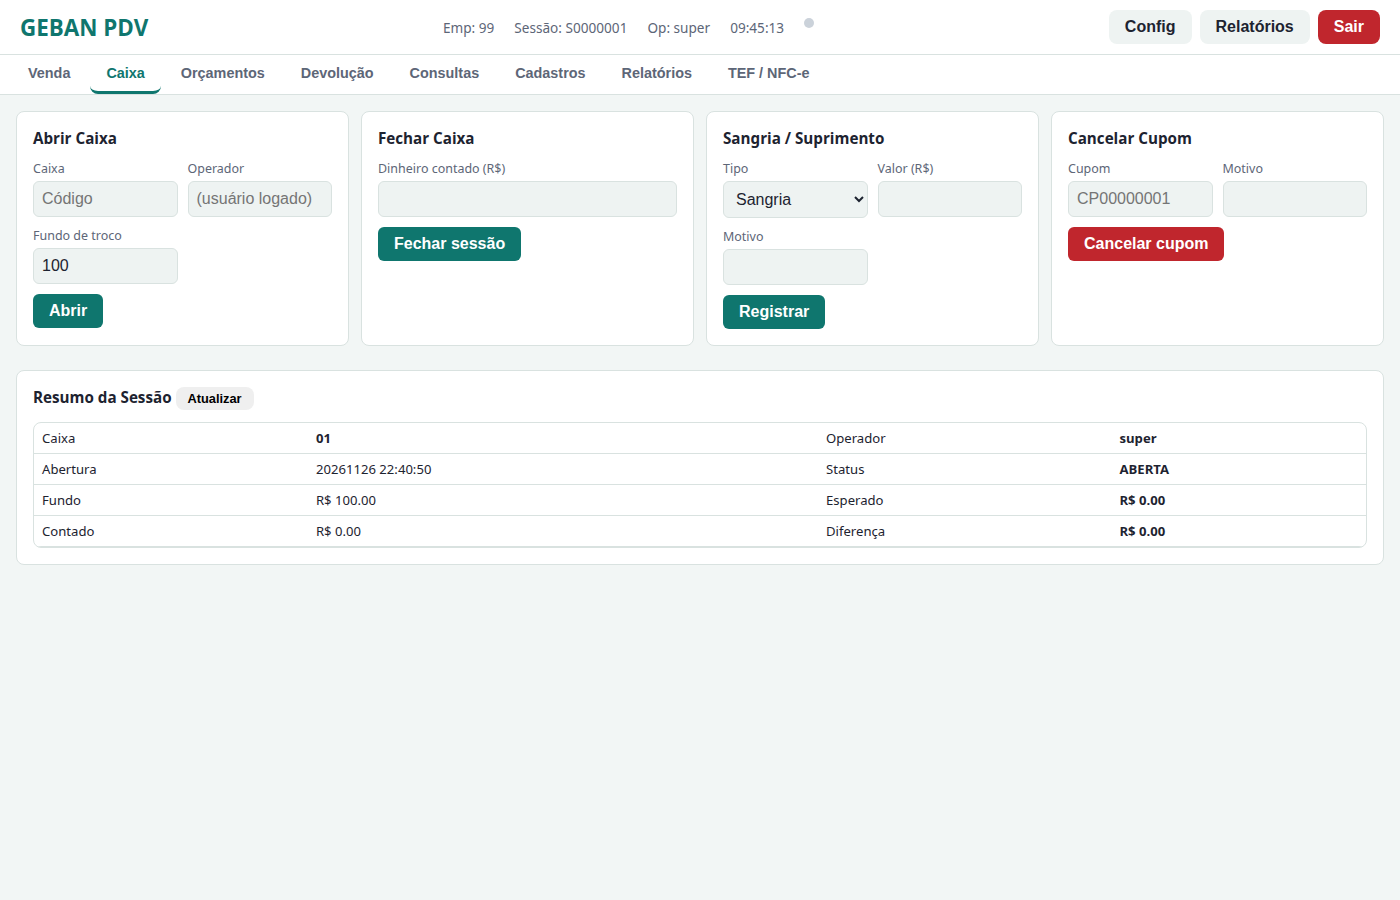 GEBAN PDV
Emp: 99 Sessão: S0000001 Op: super 09:45:13
Config Relatórios Sair
Venda Caixa Orçamentos Devolução Consultas Cadastros Relatórios TEF / NFC-e
Abrir Caixa
Caixa Operador
Código (usuário logado)
Fundo de troco
100
Abrir
Fechar Caixa
Dinheiro contado (R$)
Fechar sessão
Sangria / Suprimento
Tipo Valor (R$)
Sangria
Motivo
Registrar
Cancelar Cupom
Cupom Motivo
CP00000001
Cancelar cupom
Resumo da Sessão Atualizar
Caixa 01 Operador super
Abertura 20261126 22:40:50 Status ABERTA
Fundo R$ 100.00 Esperado R$ 0.00
Contado R$ 0.00 Diferença R$ 0.00